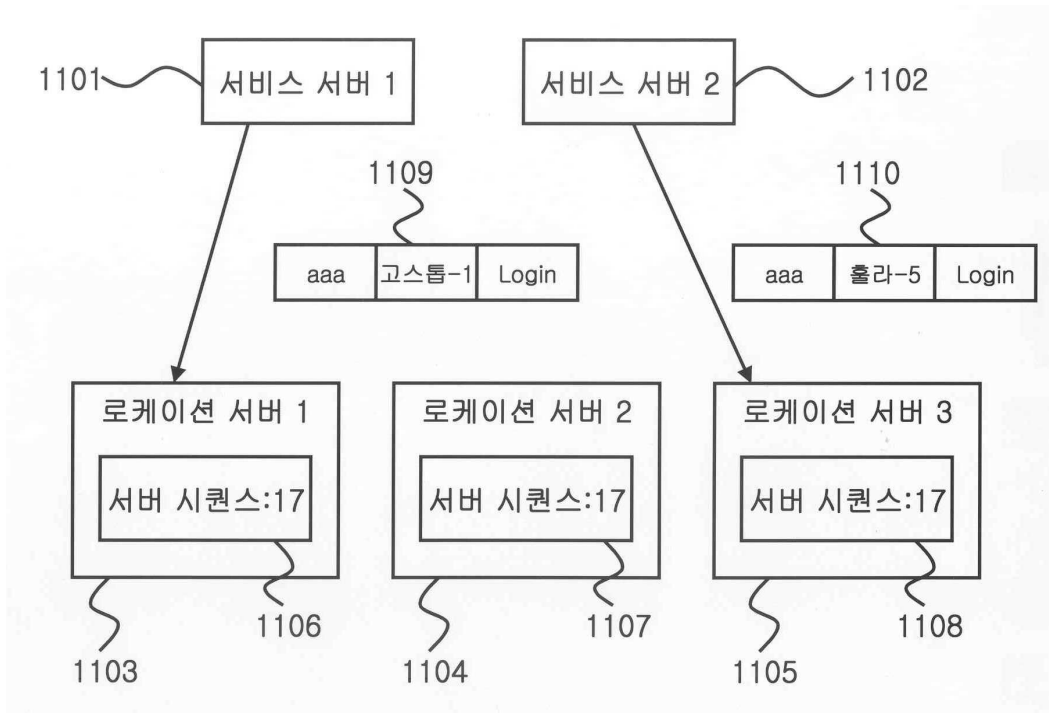 1101 서비스 서버 1 서비스 서버 2 1102
1109 1110
aaa 고스톱-1 Login aaa 훌라-5 Login
로케이션 서버 1 로케이션 서버 2 로케이션 서버 3
서버 시퀀스:17 서버 시퀀스:17 서버 시퀀스:17
1106 1107 1108
1103 1104 1105